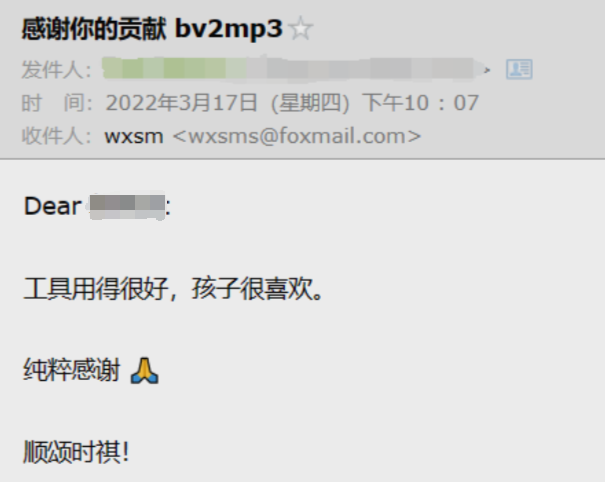 感谢你的贡献 bv2mp3
发件人：
时 间：2022年3月17日（星期四）下午10：07
收件人：wxsm <wxsms@foxmail.com>
Dear :
工具用得很好，孩子很喜欢。
纯粹感谢 🙏
顺颂时祺！